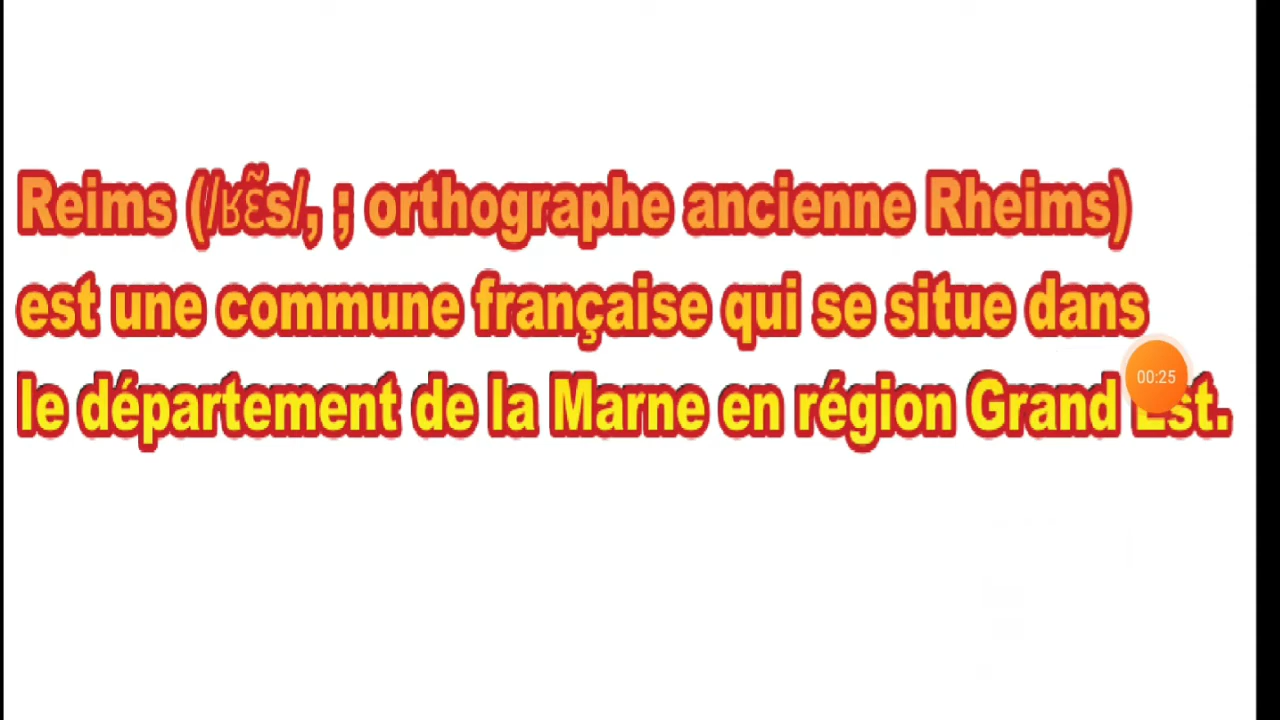 Reims (/ʁɛ̃s/, ; orthographe ancienne Rheims)
est une commune française qui se situe dans
le département de la Marne en région Grand Est.
00:25